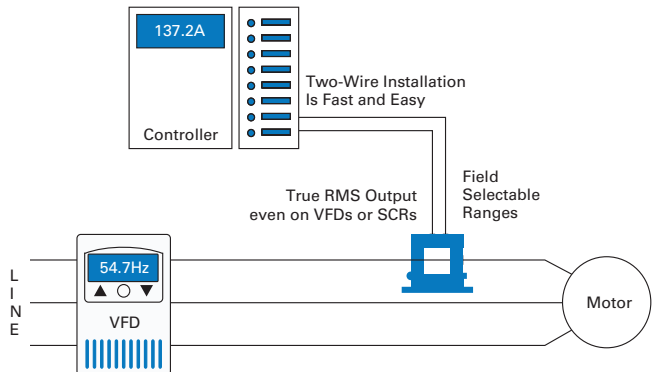 137.2A
Controller
Two-Wire Installation
Is Fast and Easy
True RMS Output
even on VFDs or SCRs
Field
Selectable
Ranges
L
I
N
E
54.7Hz
VFD
Motor